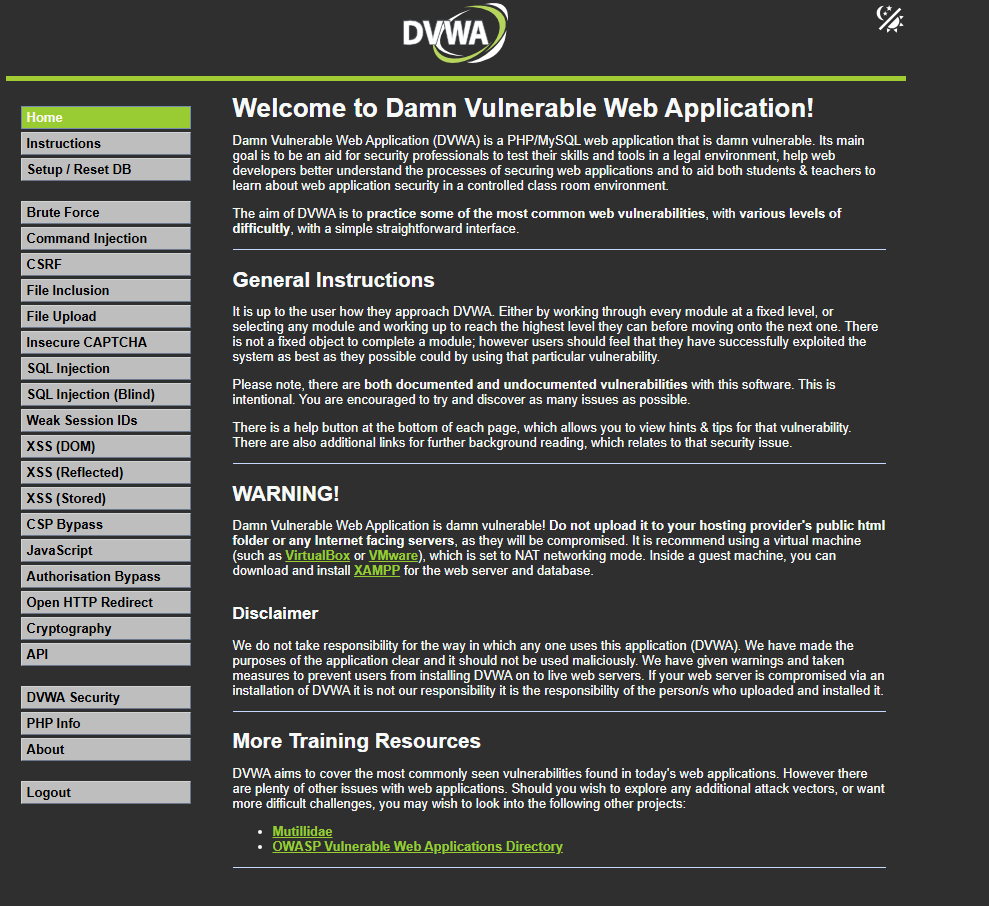 DVWA
Home
Instructions
Setup / Reset DB
Brute Force
Command Injection
CSRF
File Inclusion
File Upload
Insecure CAPTCHA
SQL Injection
SQL Injection (Blind)
Weak Session IDs
XSS (DOM)
XSS (Reflected)
XSS (Stored)
CSP Bypass
JavaScript
Authorisation Bypass
Open HTTP Redirect
Cryptography
API
DVWA Security
PHP Info
About
Logout
Welcome to Damn Vulnerable Web Application!
Damn Vulnerable Web Application (DVWA) is a PHP/MySQL web application that is damn vulnerable. Its main
goal is to be an aid for security professionals to test their skills and tools in a legal environment, help web
developers better understand the processes of securing web applications and to aid both students & teachers to
learn about web application security in a controlled class room environment.
The aim of DVWA is to practice some of the most common web vulnerabilities, with various levels of
difficultly, with a simple straightforward interface.
General Instructions
It is up to the user how they approach DVWA. Either by working through every module at a fixed level, or
selecting any module and working up to reach the highest level they can before moving onto the next one. There
is not a fixed object to complete a module; however users should feel that they have successfully exploited the
system as best as they possible could by using that particular vulnerability.
Please note, there are both documented and undocumented vulnerabilities with this software. This is
intentional. You are encouraged to try and discover as many issues as possible.
There is a help button at the bottom of each page, which allows you to view hints & tips for that vulnerability.
There are also additional links for further background reading, which relates to that security issue.
WARNING!
Damn Vulnerable Web Application is damn vulnerable! Do not upload it to your hosting provider's public html
folder or any Internet facing servers, as they will be compromised. It is recommend using a virtual machine
(such as VirtualBox or VMware), which is set to NAT networking mode. Inside a guest machine, you can
download and install XAMPP for the web server and database.
Disclaimer
We do not take responsibility for the way in which any one uses this application (DVWA). We have made the
purposes of the application clear and it should not be used maliciously. We have given warnings and taken
measures to prevent users from installing DVWA on to live web servers. If your web server is compromised via an
installation of DVWA it is not our responsibility it is the responsibility of the person/s who uploaded and installed it.
More Training Resources
DVWA aims to cover the most commonly seen vulnerabilities found in today's web applications. However there
are plenty of other issues with web applications. Should you wish to explore any additional attack vectors, or want
more difficult challenges, you may wish to look into the following other projects:
• Mutillidae
• OWASP Vulnerable Web Applications Directory